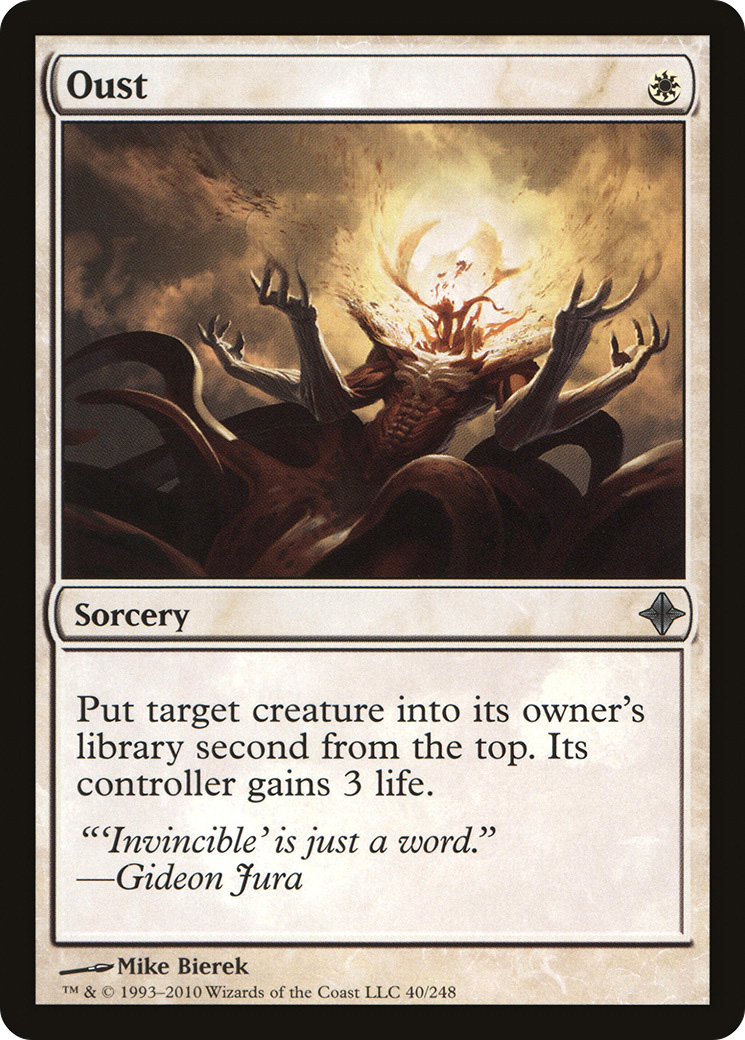 Oust
Sorcery
Put target creature into its owner’s
library second from the top. Its
controller gains 3 life.
“‘Invincible’ is just a word.”
—Gideon Jura
Mike Bierek
™ & © 1993–2010 Wizards of the Coast LLC 40/248